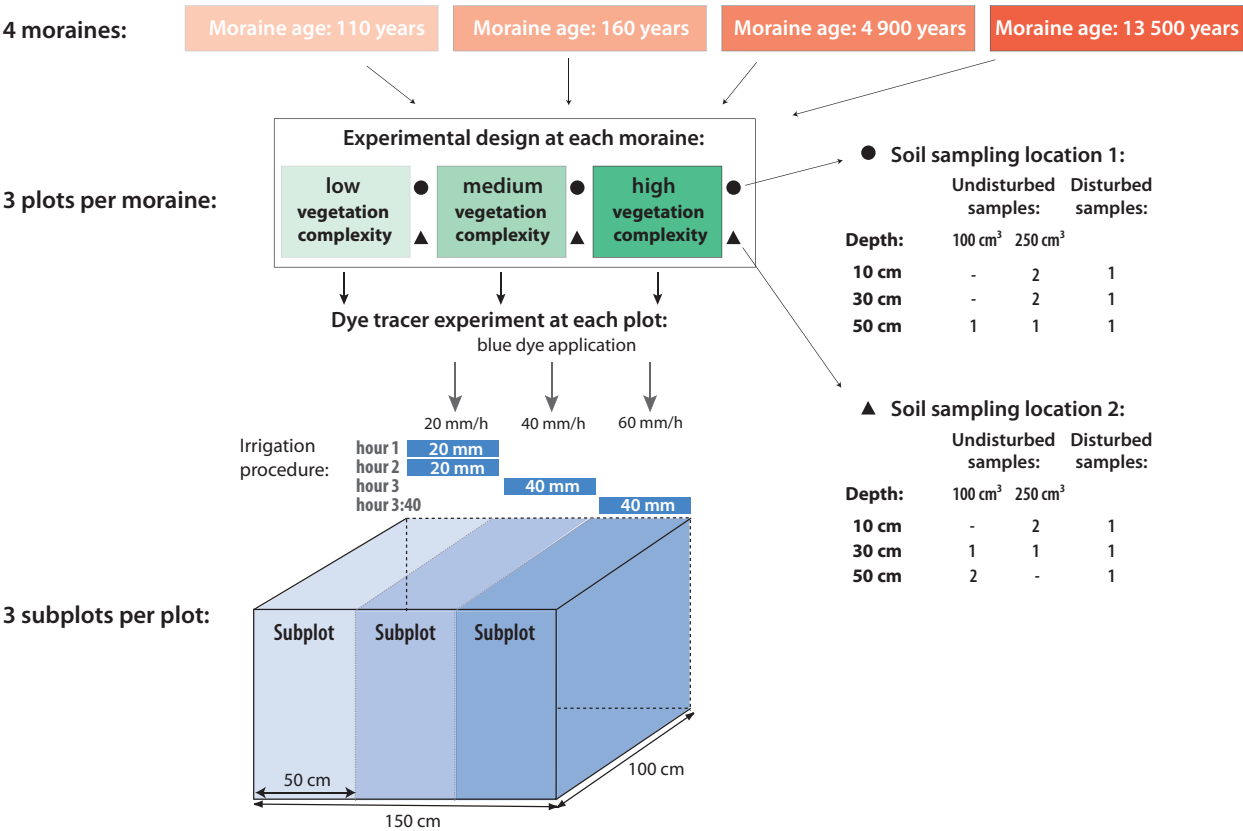 4 moraines:
Moraine age: 110 years
Moraine age: 160 years
Moraine age: 4 900 years
Moraine age: 13 500 years
3 plots per moraine:
Experimental design at each moraine:
low
vegetation
complexity
medium
vegetation
complexity
high
vegetation
complexity
Soil sampling location 1:
Undisturbed Disturbed
samples: samples:
Depth: 100 cm³ 250 cm³
10 cm - 2 1
30 cm - 2 1
50 cm 1 1 1
Dye tracer experiment at each plot:
blue dye application
20 mm/h 40 mm/h 60 mm/h
Irrigation
procedure:
hour 1 20 mm
hour 2 20 mm
hour 3 40 mm
hour 3:40 40 mm
Soil sampling location 2:
Undisturbed Disturbed
samples: samples:
Depth: 100 cm³ 250 cm³
10 cm - 2 1
30 cm 1 1 1
50 cm 2 - 1
3 subplots per plot:
Subplot Subplot Subplot
50 cm
100 cm
150 cm